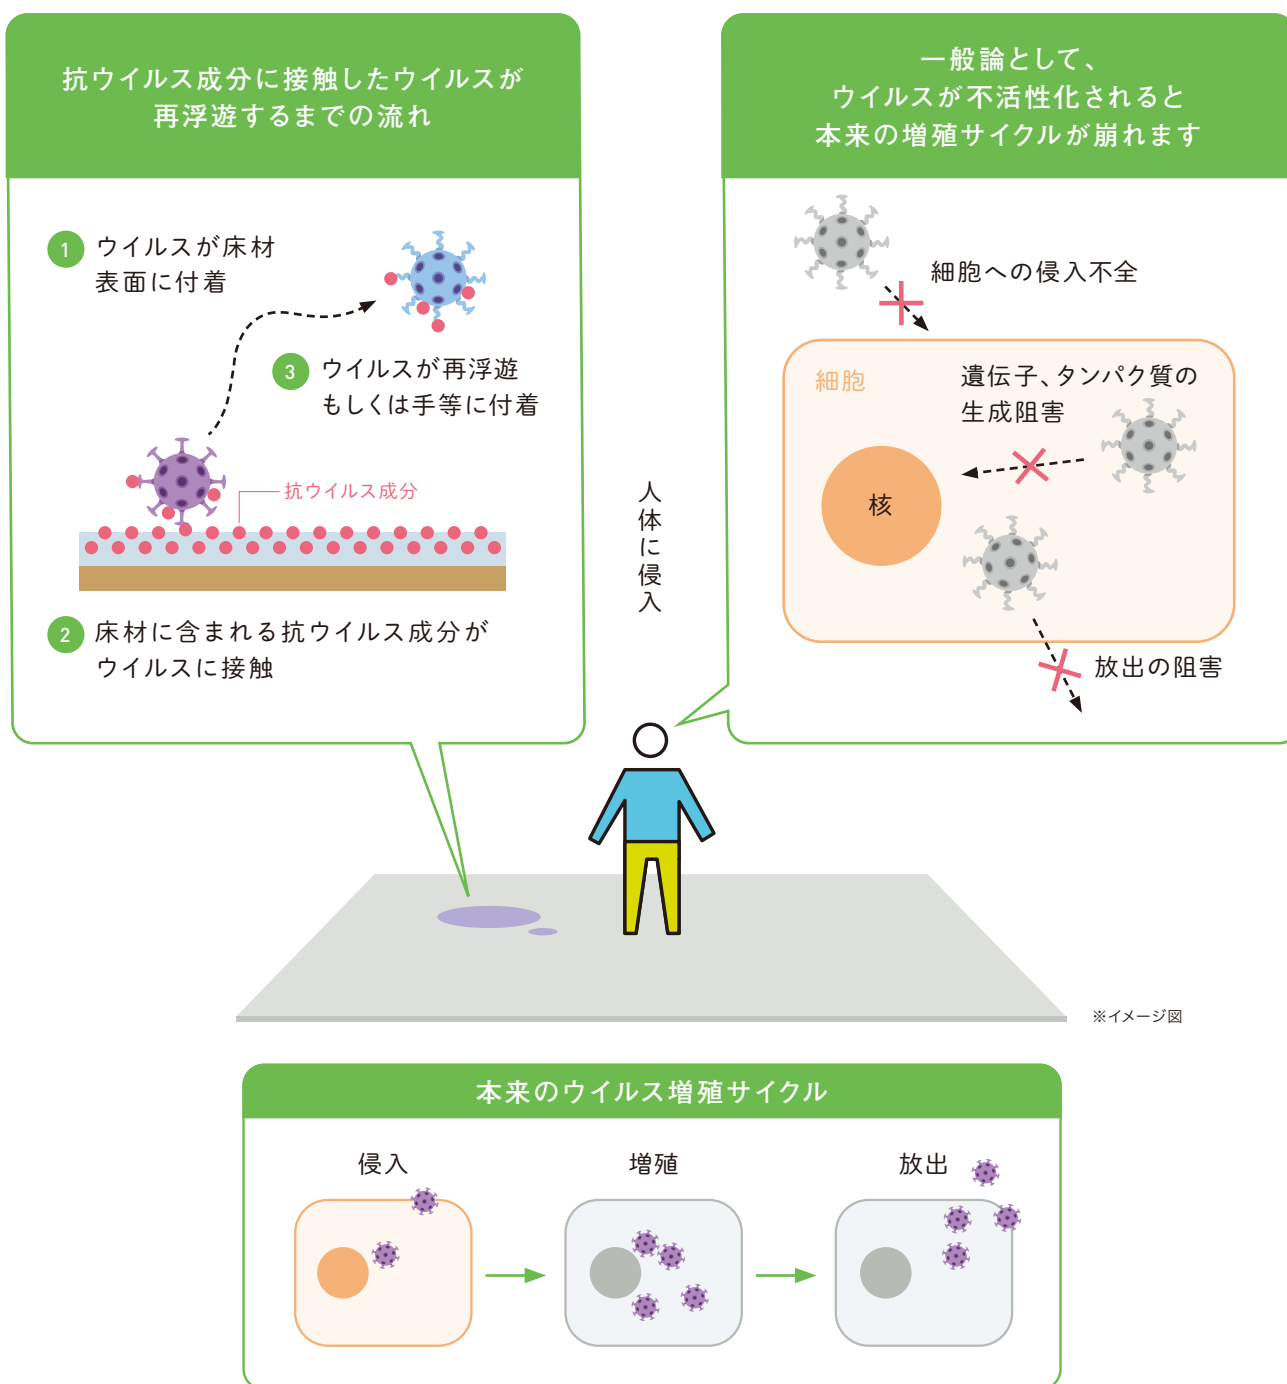 抗ウイルス成分に接触したウイルスが
再浮遊するまでの流れ
1 ウイルスが床材
表面に付着
3 ウイルスが再浮遊
もしくは手等に付着
抗ウイルス成分
2 床材に含まれる抗ウイルス成分が
ウイルスに接触
人体に侵入
一般論として、
ウイルスが不活性化されると
本来の増殖サイクルが崩れます
細胞への侵入不全
細胞
遺伝子、タンパク質の
生成阻害
核
放出の阻害
※イメージ図
本来のウイルス増殖サイクル
侵入
増殖
放出